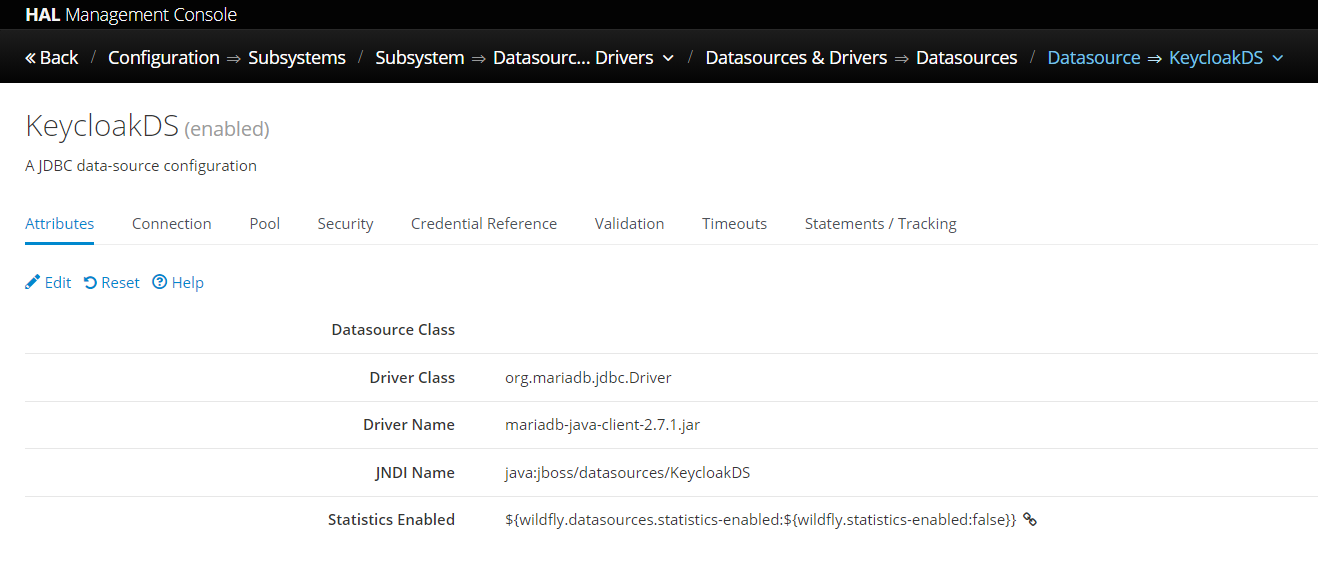 HAL Management Console
« Back / Configuration ⇒ Subsystems / Subsystem ⇒ Datasourc... Drivers / Datasources & Drivers ⇒ Datasources / Datasource ⇒ KeycloakDS
KeycloakDS (enabled)
A JDBC data-source configuration
Attributes Connection Pool Security Credential Reference Validation Timeouts Statements / Tracking
Edit Reset Help
Datasource Class
Driver Class org.mariadb.jdbc.Driver
Driver Name mariadb-java-client-2.7.1.jar
JNDI Name java:jboss/datasources/KeycloakDS
Statistics Enabled ${wildfly.datasources.statistics-enabled:${wildfly.statistics-enabled:false}}